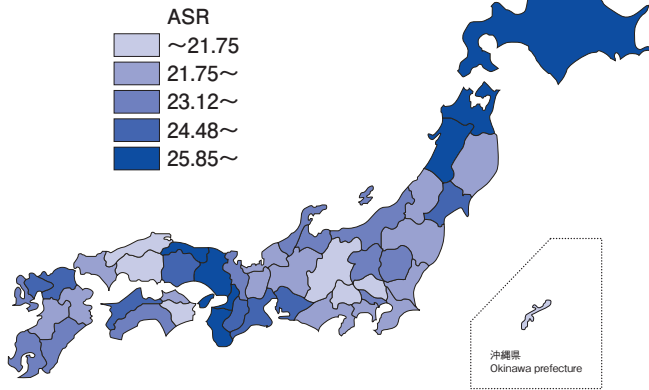 ASR
～21.75
21.75～
23.12～
24.48～
25.85～
沖縄県
Okinawa prefecture